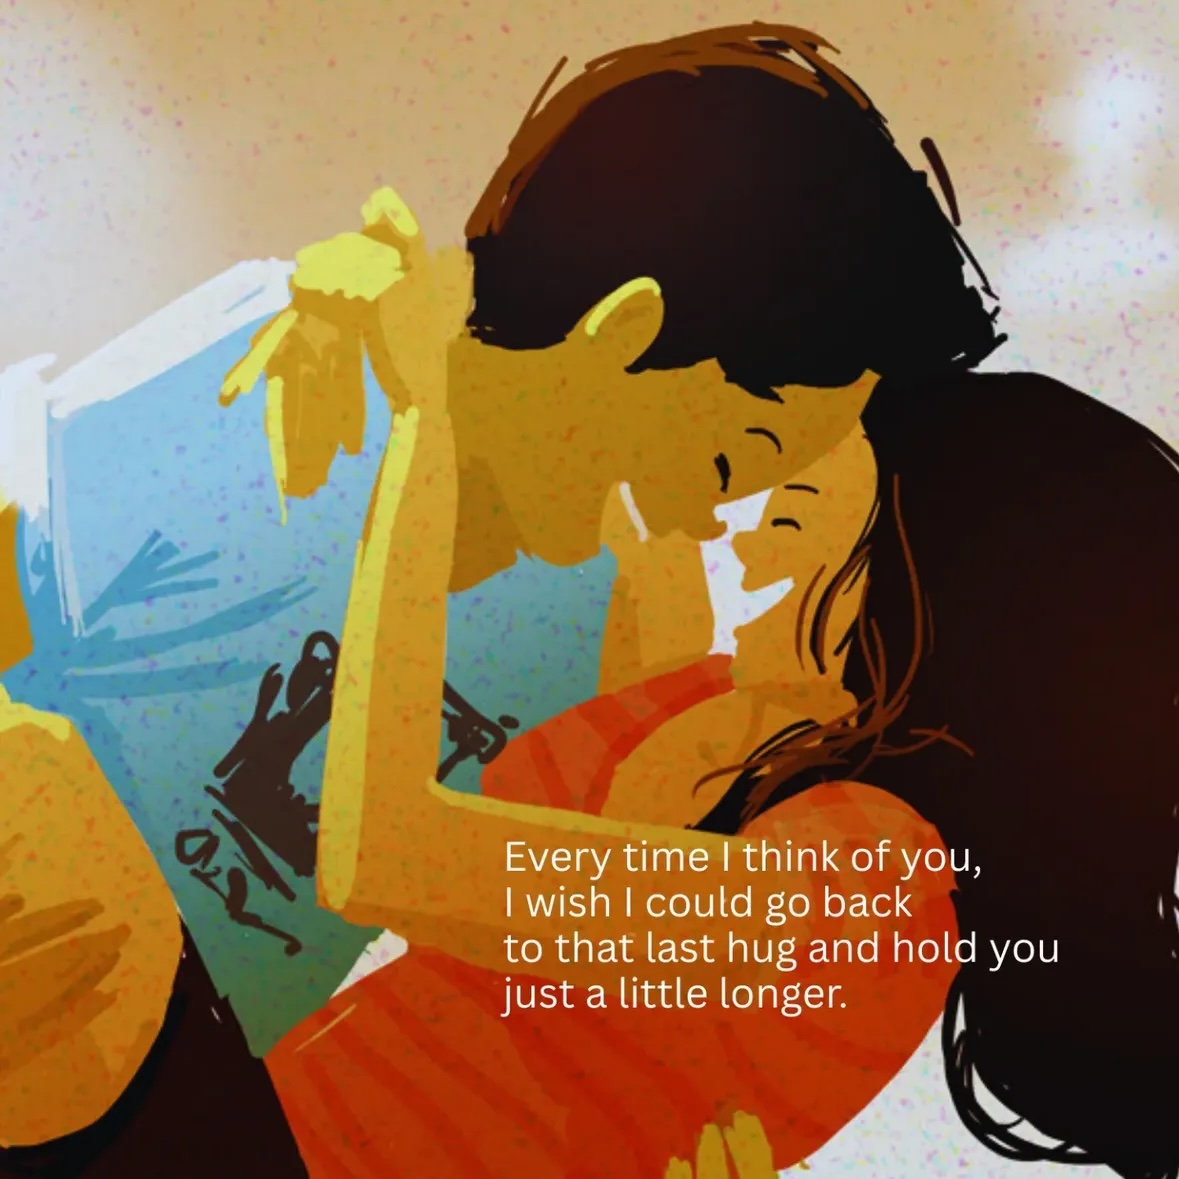 Every time I think of you,
I wish I could go back
to that last hug and hold you
just a little longer.